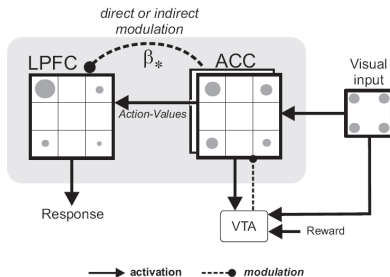 direct or indirect
modulation
LPFC
β*
ACC
Visual
input
Action-Values
Response
VTA
Reward
activation
modulation